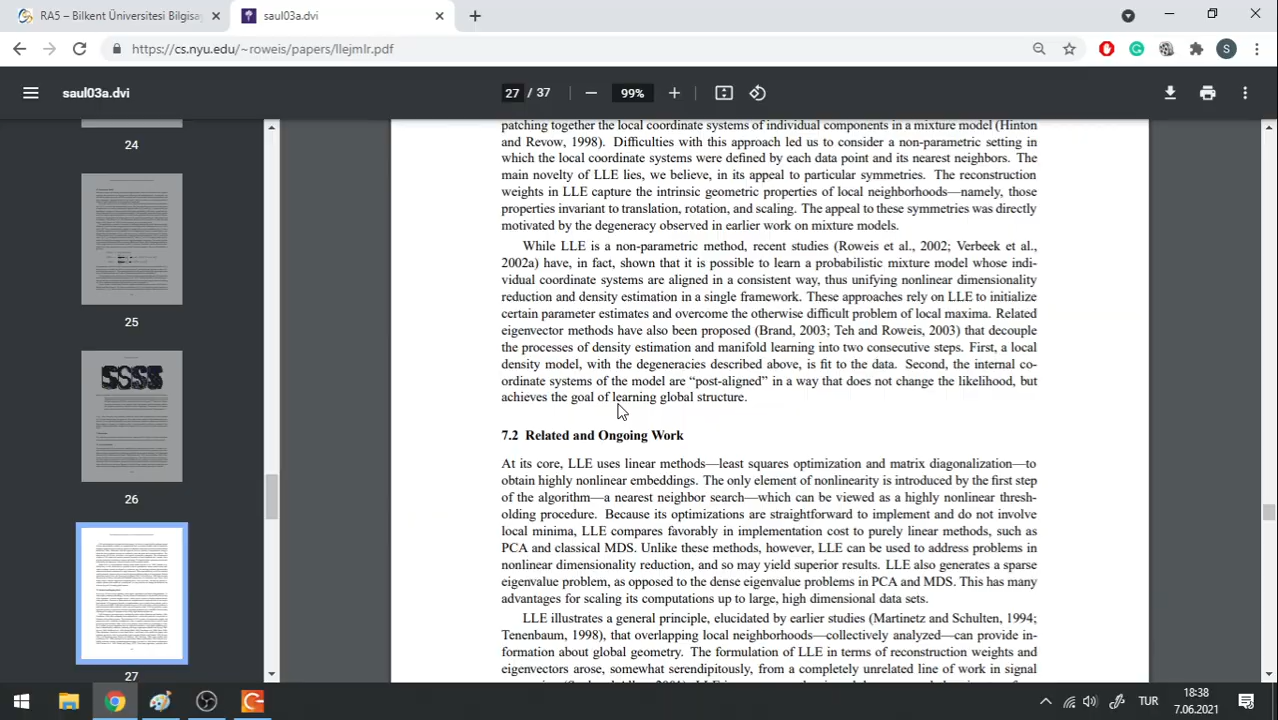 RA5 – Bilkent Üniversitesi Bilgisa
saul03a.dvi
https://cs.nyu.edu/~roweis/papers/llejmlr.pdf
S
saul03a.dvi
27 / 37
99%
24
25
26
27
patching together the local coordinate systems of individual components in a mixture model (Hinton
and Revow, 1998). Difficulties with this approach led us to consider a non-parametric setting in
which the local coordinate systems were defined by each data point and its nearest neighbors. The
main novelty of LLE lies, we believe, in its appeal to particular symmetries. The reconstruction
weights in LLE capture the intrinsic geometric properties of local neighborhoods—namely, those
properties invariant to translation, rotation, and scaling. The appeal to these symmetries was directly
motivated by the degeneracy observed in earlier work on mixture models.
While LLE is a non-parametric method, recent studies (Roweis et al., 2002; Verbeek et al.,
2002a) have, in fact, shown that it is possible to learn a probabilistic mixture model whose indi-
vidual coordinate systems are aligned in a consistent way, thus unifying nonlinear dimensionality
reduction and density estimation in a single framework. These approaches rely on LLE to initialize
certain parameter estimates and overcome the otherwise difficult problem of local maxima. Related
eigenvector methods have also been proposed (Brand, 2003; Teh and Roweis, 2003) that decouple
the processes of density estimation and manifold learning into two consecutive steps. First, a local
density model, with the degeneracies described above, is fit to the data. Second, the internal co-
ordinate systems of the model are “post-aligned” in a way that does not change the likelihood, but
achieves the goal of learning global structure.
7.2 Related and Ongoing Work
At its core, LLE uses linear methods—least squares optimization and matrix diagonalization—to
obtain highly nonlinear embeddings. The only element of nonlinearity is introduced by the first step
of the algorithm—a nearest neighbor search—which can be viewed as a highly nonlinear thresh-
olding procedure. Because its optimizations are straightforward to implement and do not involve
local minima, LLE compares favorably in implementation cost to purely linear methods, such as
PCA and classical MDS. Unlike these methods, however, LLE can be used to address problems in
nonlinear dimensionality reduction, and so may yield superior results. LLE also generates a sparse
eigenvalue problem, as opposed to the dense eigenvalue problems in PCA and MDS. This has many
advantages for scaling its computations up to large, high dimensional data sets.
LLE illustrates a general principle, elucidated by earlier studies (Martinetz and Schulten, 1994;
Tenenbaum, 1998), that overlapping local neighborhoods—collectively analyzed—can provide in-
formation about global geometry. The formulation of LLE in terms of reconstruction weights and
eigenvectors arose, somewhat serendipitously, from a completely unrelated line of work in signal
TUR
18:38
7.06.2021